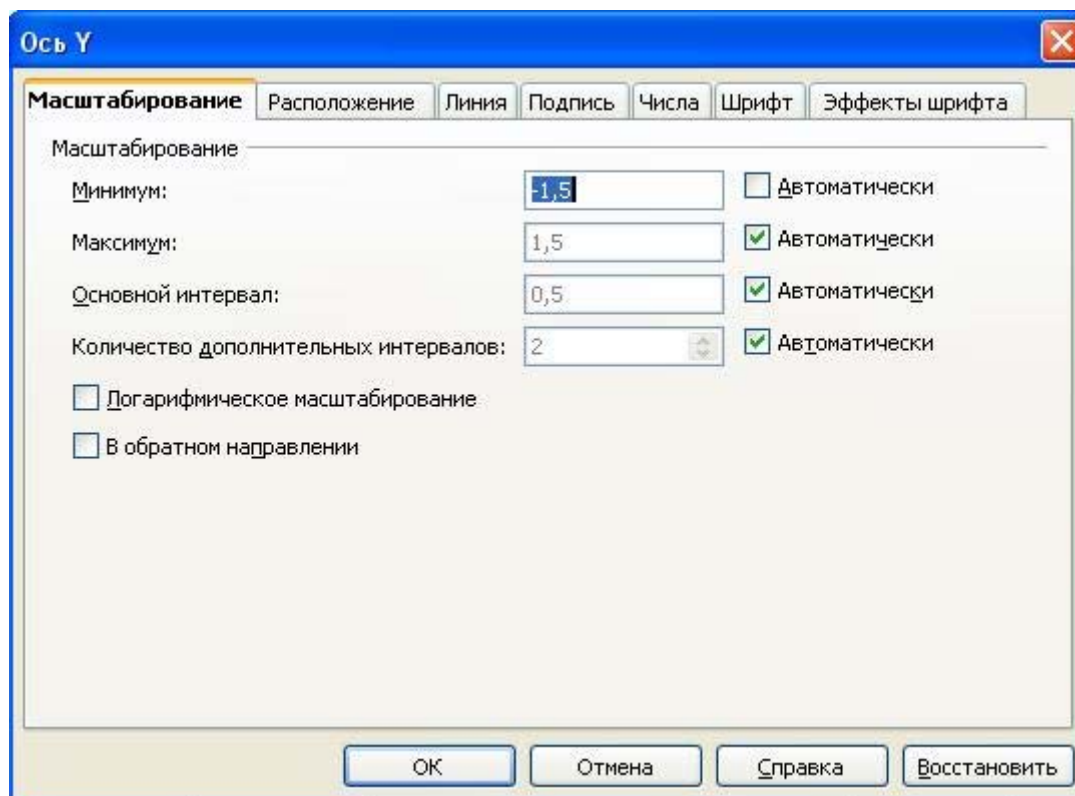 Ось Y
Масштабирование Расположение Линия Подпись Числа Шрифт Эффекты шрифта
Масштабирование
Минимум: -1,5 Автоматически
Максимум: 1,5 Автоматически
Основной интервал: 0,5 Автоматически
Количество дополнительных интервалов: 2 Автоматически
Логарифмическое масштабирование
В обратном направлении
ОК Отмена Справка Восстановить